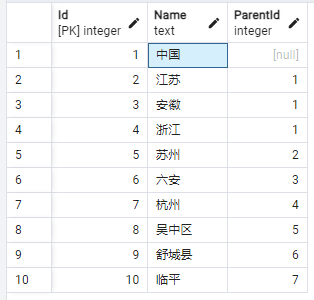 Id Name ParentId
[PK] integer text integer
1 1 中国 [null]
2 2 江苏 1
3 3 安徽 1
4 4 浙江 1
5 5 苏州 2
6 6 六安 3
7 7 杭州 4
8 8 吴中区 5
9 9 舒城县 6
10 10 临平 7